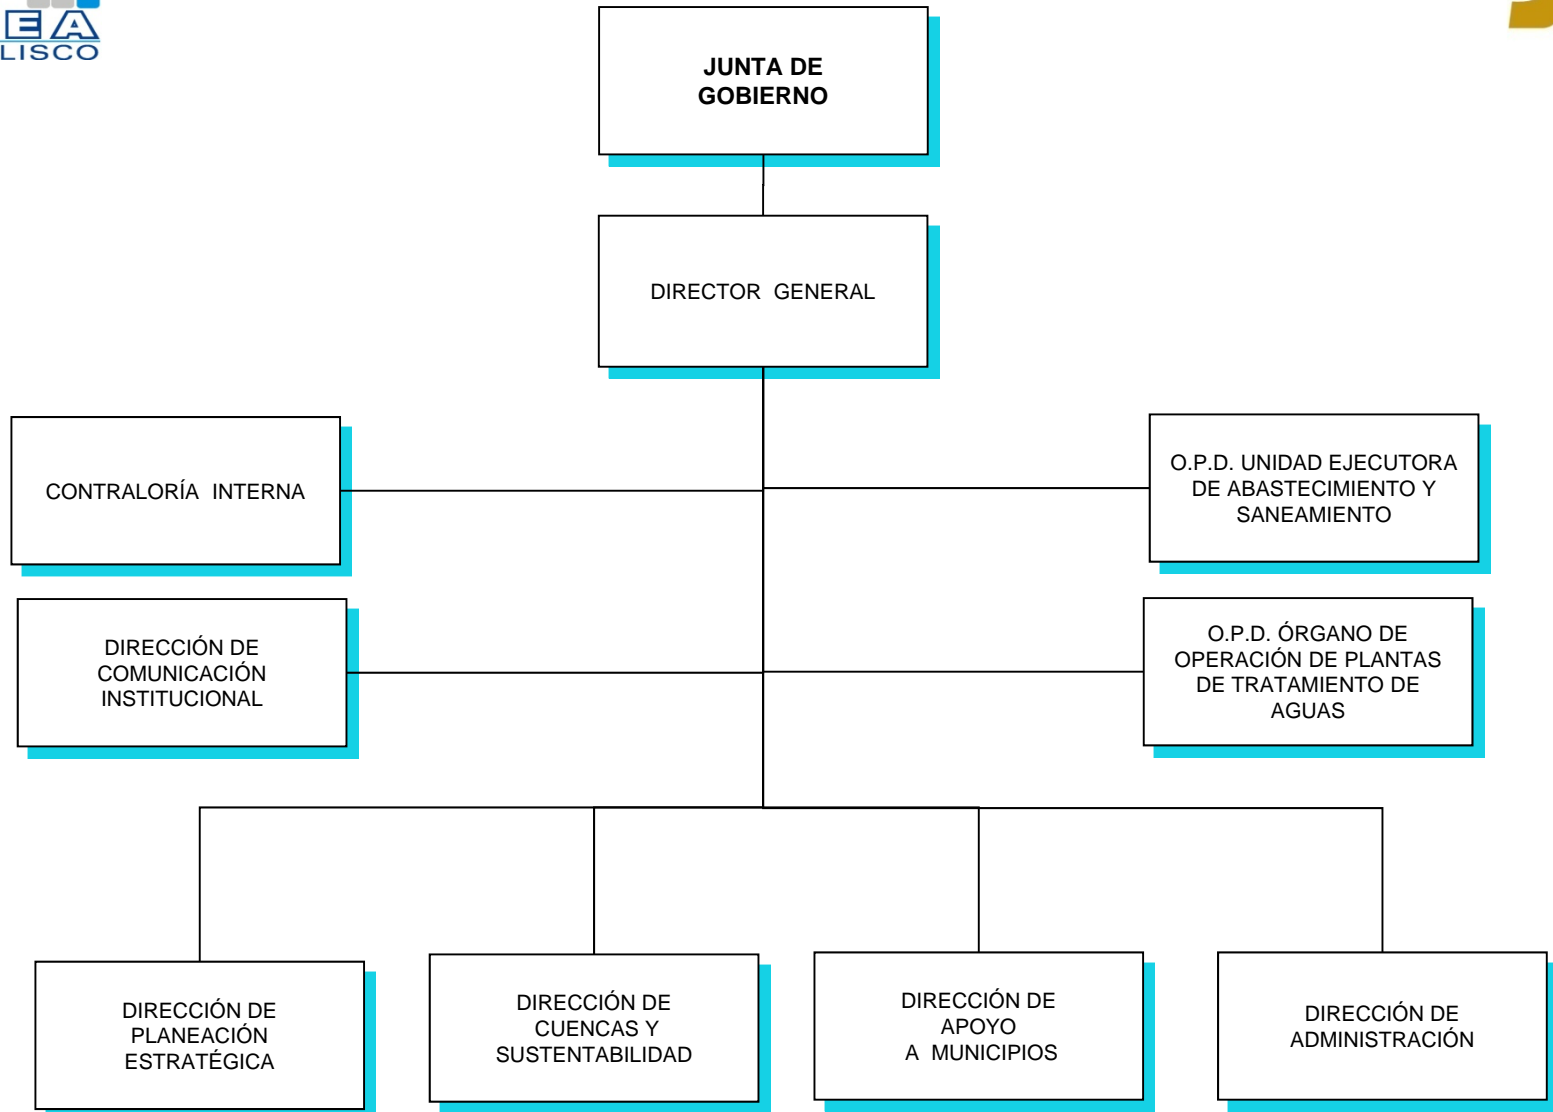 EA
LISCO
JUNTA DE
GOBIERNO
DIRECTOR GENERAL
CONTRALORÍA INTERNA
O.P.D. UNIDAD EJECUTORA
DE ABASTECIMIENTO Y
SANEAMIENTO
DIRECCIÓN DE
COMUNICACIÓN
INSTITUCIONAL
O.P.D. ÓRGANO DE
OPERACIÓN DE PLANTAS
DE TRATAMIENTO DE
AGUAS
DIRECCIÓN DE
PLANEACIÓN
ESTRATÉGICA
DIRECCIÓN DE
CUENCAS Y
SUSTENTABILIDAD
DIRECCIÓN DE
APOYO
A MUNICIPIOS
DIRECCIÓN DE
ADMINISTRACIÓN